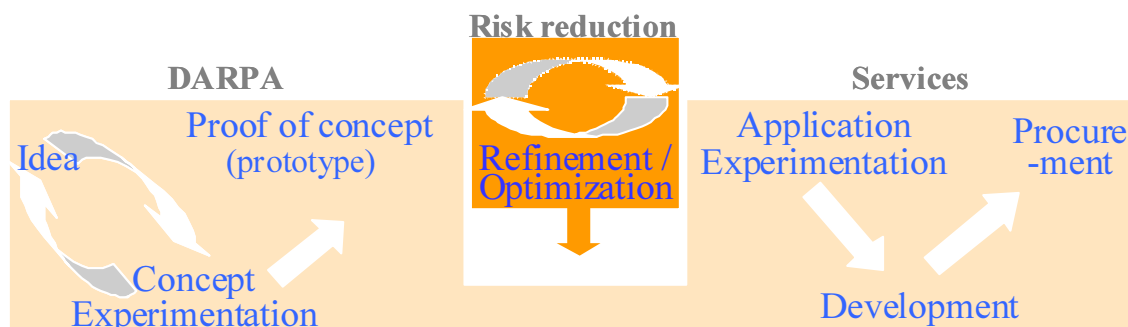 Risk reduction
DARPA
Services
Idea
Proof of concept
(prototype)
Concept
Experimentation
Refinement /
Optimization
Application
Experimentation
Development
Procure
-ment